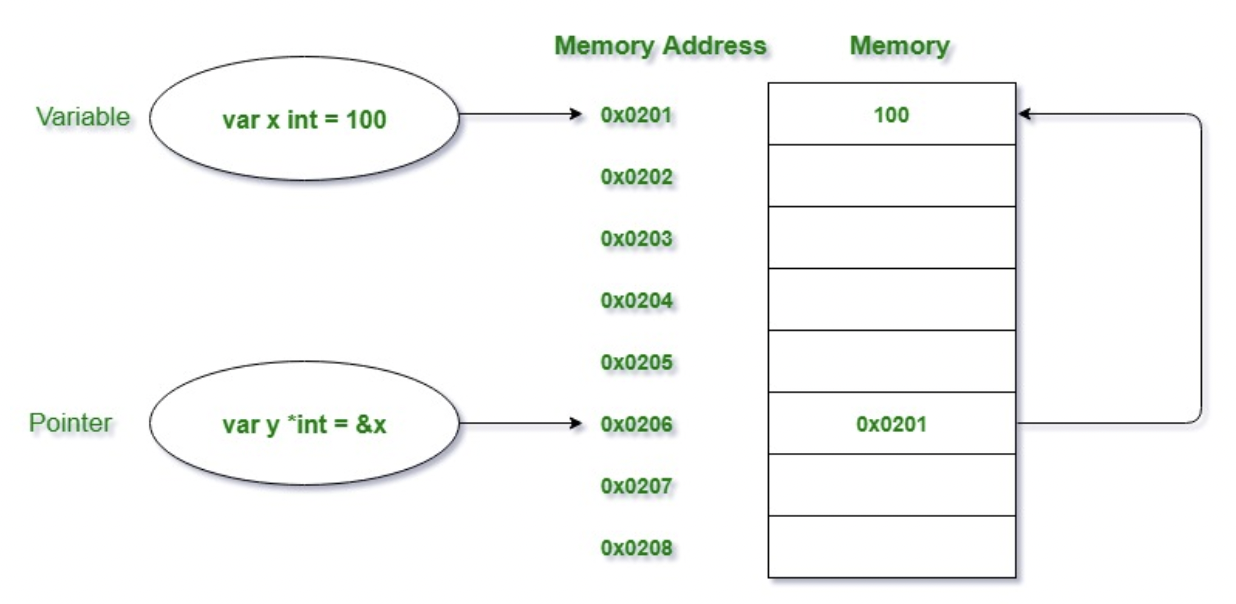 Memory Address Memory
Variable var x int = 100 0x0201 100
0x0202
0x0203
0x0204
0x0205
Pointer var y *int = &x 0x0206 0x0201
0x0207
0x0208